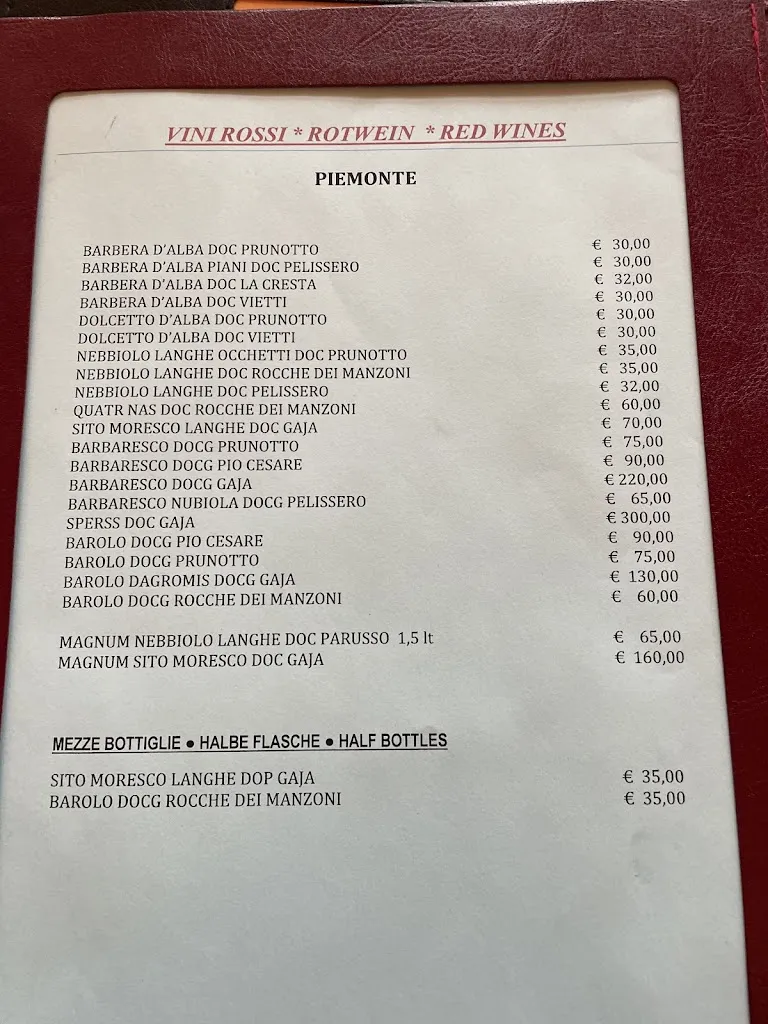 VINI ROSSI * ROTWEIN * RED WINES
PIEMONTE
BARBERA D'ALBA DOC PRUNOTTO € 30,00
BARBERA D'ALBA PIANI DOC PELISSERO € 30,00
BARBERA D'ALBA DOC LA CRESTA € 32,00
BARBERA D'ALBA DOC VIETTI € 30,00
DOLCETTO D'ALBA DOC PRUNOTTO € 30,00
DOLCETTO D'ALBA DOC VIETTI € 30,00
NEBBIOLO LANGHE OCCHETTI DOC PRUNOTTO € 35,00
NEBBIOLO LANGHE DOC ROCCHE DEI MANZONI € 35,00
NEBBIOLO LANGHE DOC PELISSERO € 32,00
QUATR NAS DOC ROCCHE DEI MANZONI € 60,00
SITO MORESCO LANGHE DOC GAJA € 70,00
BARBARESCO DOCG PRUNOTTO € 75,00
BARBARESCO DOCG PIO CESARE € 90,00
BARBARESCO DOCG GAJA € 220,00
BARBARESCO NUBIOLA DOCG PELISSERO € 65,00
SPERSS DOC GAJA € 300,00
BAROLO DOCG PIO CESARE € 90,00
BAROLO DOCG PRUNOTTO € 75,00
BAROLO DAGROMIS DOCG GAJA € 130,00
BAROLO DOCG ROCCHE DEI MANZONI € 60,00
MAGNUM NEBBIOLO LANGHE DOC PARUSSO 1,5 lt € 65,00
MAGNUM SITO MORESCO DOC GAJA € 160,00
MEZZE BOTTIGLIE ● HALBE FLASCHE ● HALF BOTTLES
SITO MORESCO LANGHE DOP GAJA € 35,00
BAROLO DOCG ROCCHE DEI MANZONI € 35,00